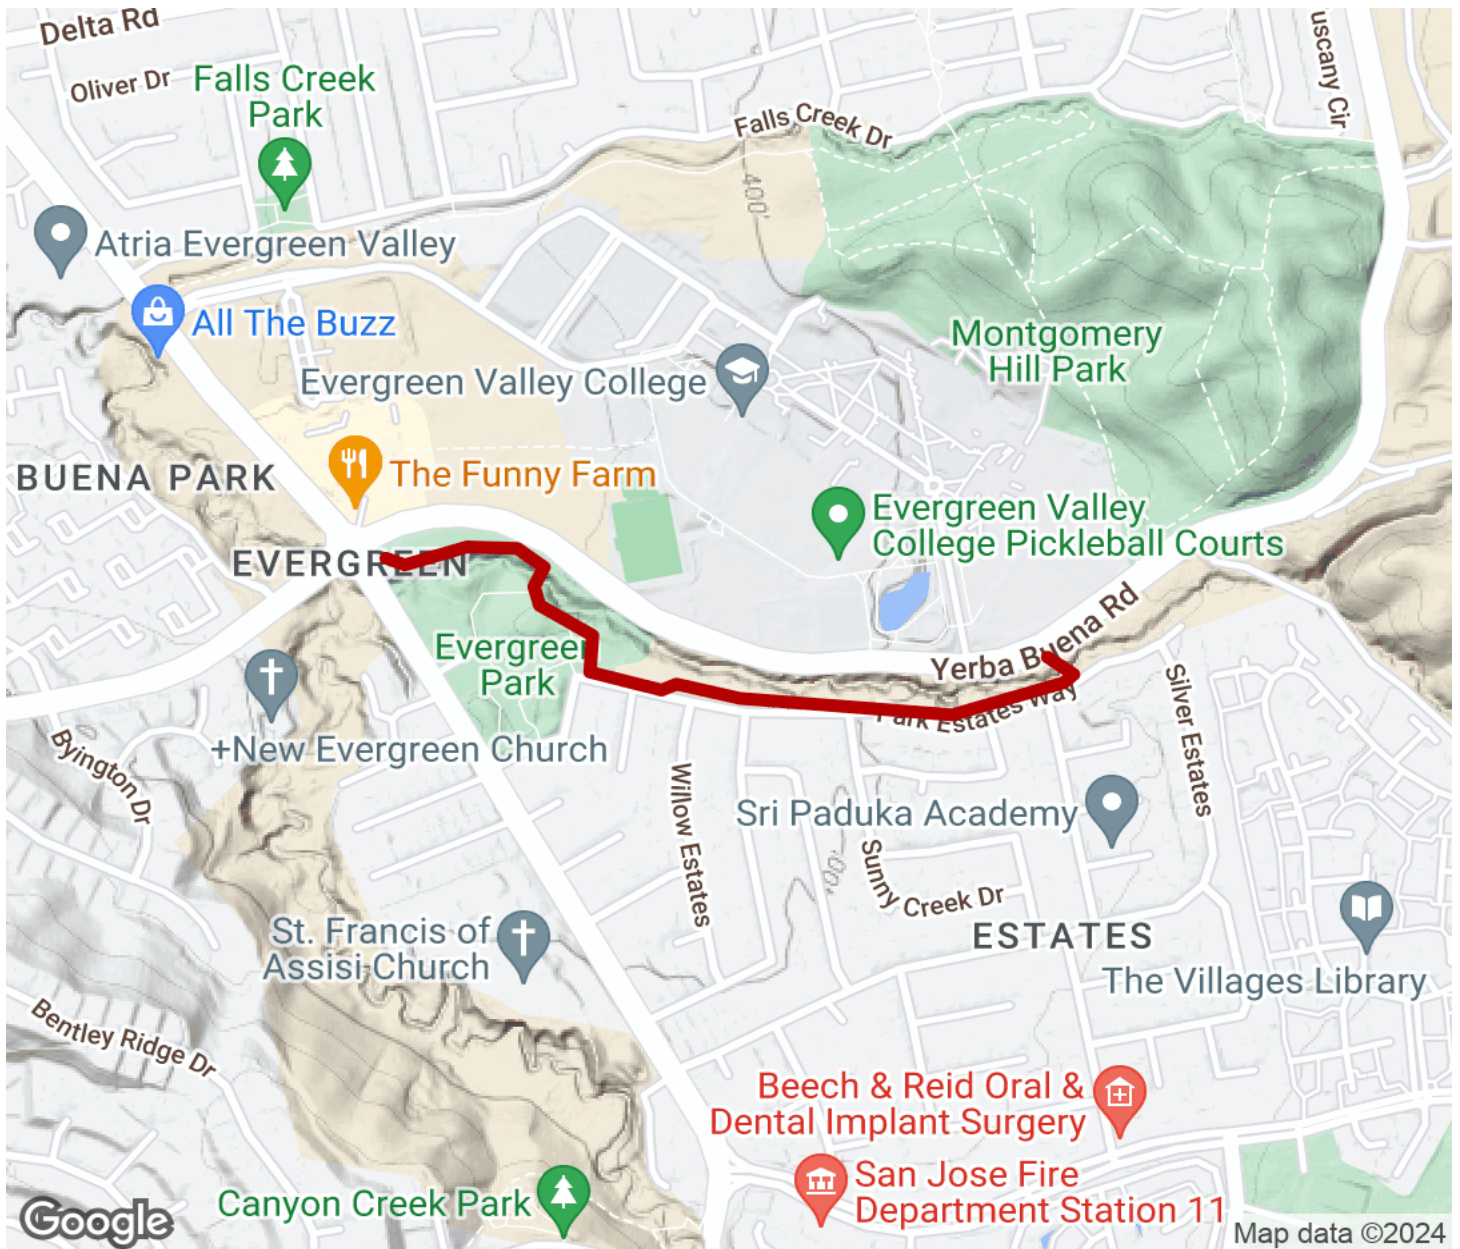 Delta Rd
Oliver Dr
Falls Creek
Park
uscany Cir
Falls Creek Dr
400'
Atria Evergreen Valley
All The Buzz
Evergreen Valley College
Montgomery
Hill Park
BUENA PARK
The Funny Farm
Evergreen Valley
College Pickleball Courts
EVERGREEN
Yerba Buena Rd
Evergreen
Park
Park Estates Way
Silver Estates
+New Evergreen Church
Byington Dr
Willow Estates
Sri Paduka Academy
Sunny Creek Dr
St. Francis of
Assisi Church
ESTATES
The Villages Library
Bentley Ridge Dr
Beech & Reid Oral &
Dental Implant Surgery
San Jose Fire
Department Station 11
Canyon Creek Park
Google
Map data ©2024